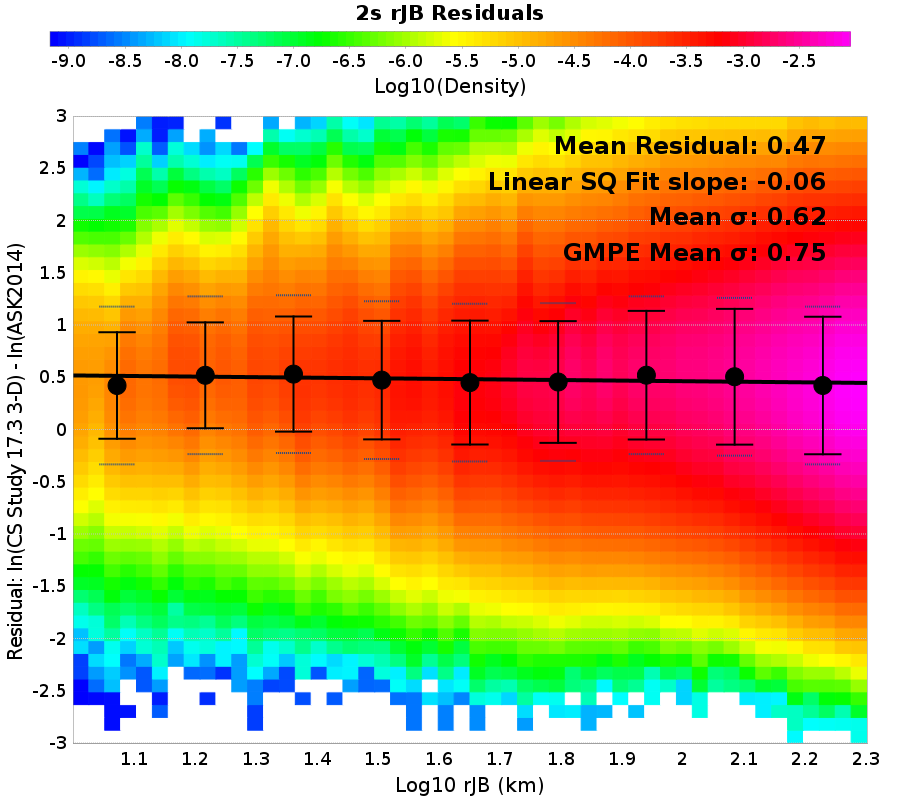 2s rJB Residuals
-9.0 -8.5 -8.0 -7.5 -7.0 -6.5 -6.0 -5.5 -5.0 -4.5 -4.0 -3.5 -3.0 -2.5
Log10(Density)
Mean Residual: 0.47
Linear SQ Fit slope: -0.06
Mean σ: 0.62
GMPE Mean σ: 0.75
Residual: ln(CS Study 17.3 3-D) - ln(ASK2014)
3
2.5
2
1.5
1
0.5
0
-0.5
-1
-1.5
-2
-2.5
-3
1.1 1.2 1.3 1.4 1.5 1.6 1.7 1.8 1.9 2 2.1 2.2 2.3
Log10 rJB (km)